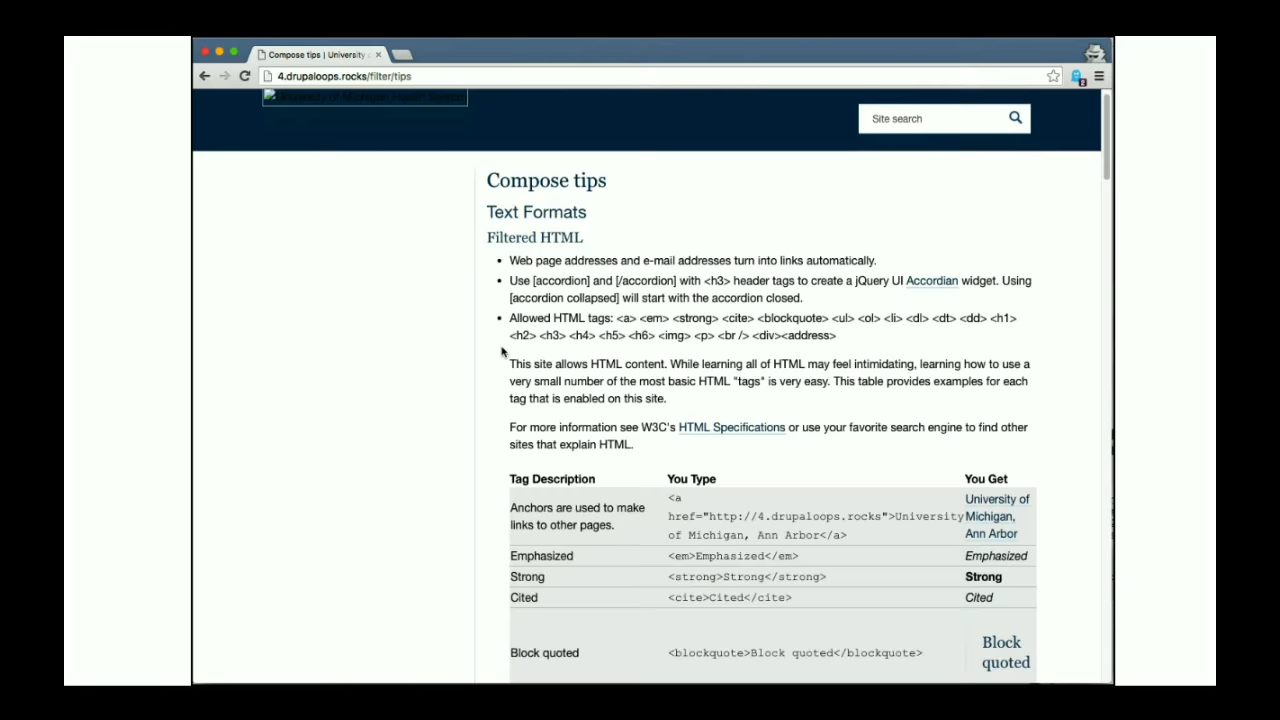 Compose tips | University
4.drupaloops.rocks/filter/tips
Site search
Compose tips
Text Formats
Filtered HTML
Web page addresses and e-mail addresses turn into links automatically.
Use [accordion] and [/accordion] with <h3> header tags to create a jQuery UI Accordian widget. Using
[accordion collapsed] will start with the accordion closed.
Allowed HTML tags: <a> <em> <strong> <cite> <blockquote> <ul> <ol> <li> <dl> <dt> <dd> <h1>
<h2> <h3> <h4> <h5> <h6> <img> <p> <br /> <div><address>
This site allows HTML content. While learning all of HTML may feel intimidating, learning how to use a
very small number of the most basic HTML "tags" is very easy. This table provides examples for each
tag that is enabled on this site.
For more information see W3C's HTML Specifications or use your favorite search engine to find other
sites that explain HTML.
Tag Description You Type You Get
Anchors are used to make
links to other pages.
<a
href="http://4.drupaloops.rocks">University
of Michigan, Ann Arbor</a>
University of
Michigan,
Ann Arbor
Emphasized <em>Emphasized</em> Emphasized
Strong <strong>Strong</strong> Strong
Cited <cite>Cited</cite> Cited
Block quoted <blockquote>Block quoted</blockquote>
Block
quoted